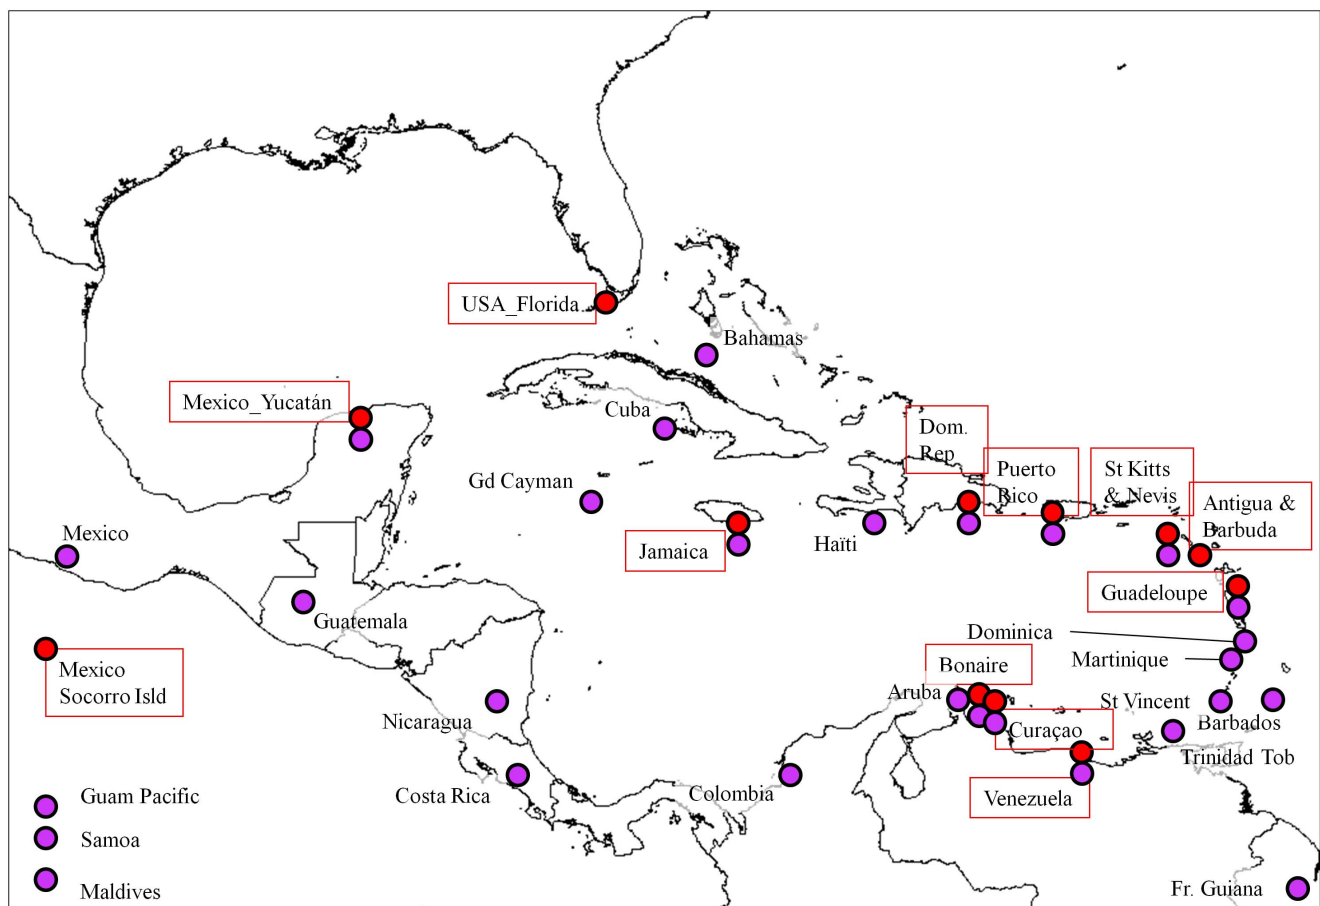 USA_Florida
Bahamas
Mexico_Yucatán
Cuba
Dom.
Rep
Puerto
Rico
St Kitts
& Nevis
Antigua &
Barbuda
Gd Cayman
Mexico
Jamaica
Haïti
Guadeloupe
Guatemala
Dominica
Martinique
Mexico
Socorro Isld
Bonaire
Aruba
St Vincent
Nicaragua
Curaçao
Barbados
Trinidad Tob
Costa Rica
Colombia
Venezuela
Guam Pacific
Samoa
Maldives
Fr. Guiana